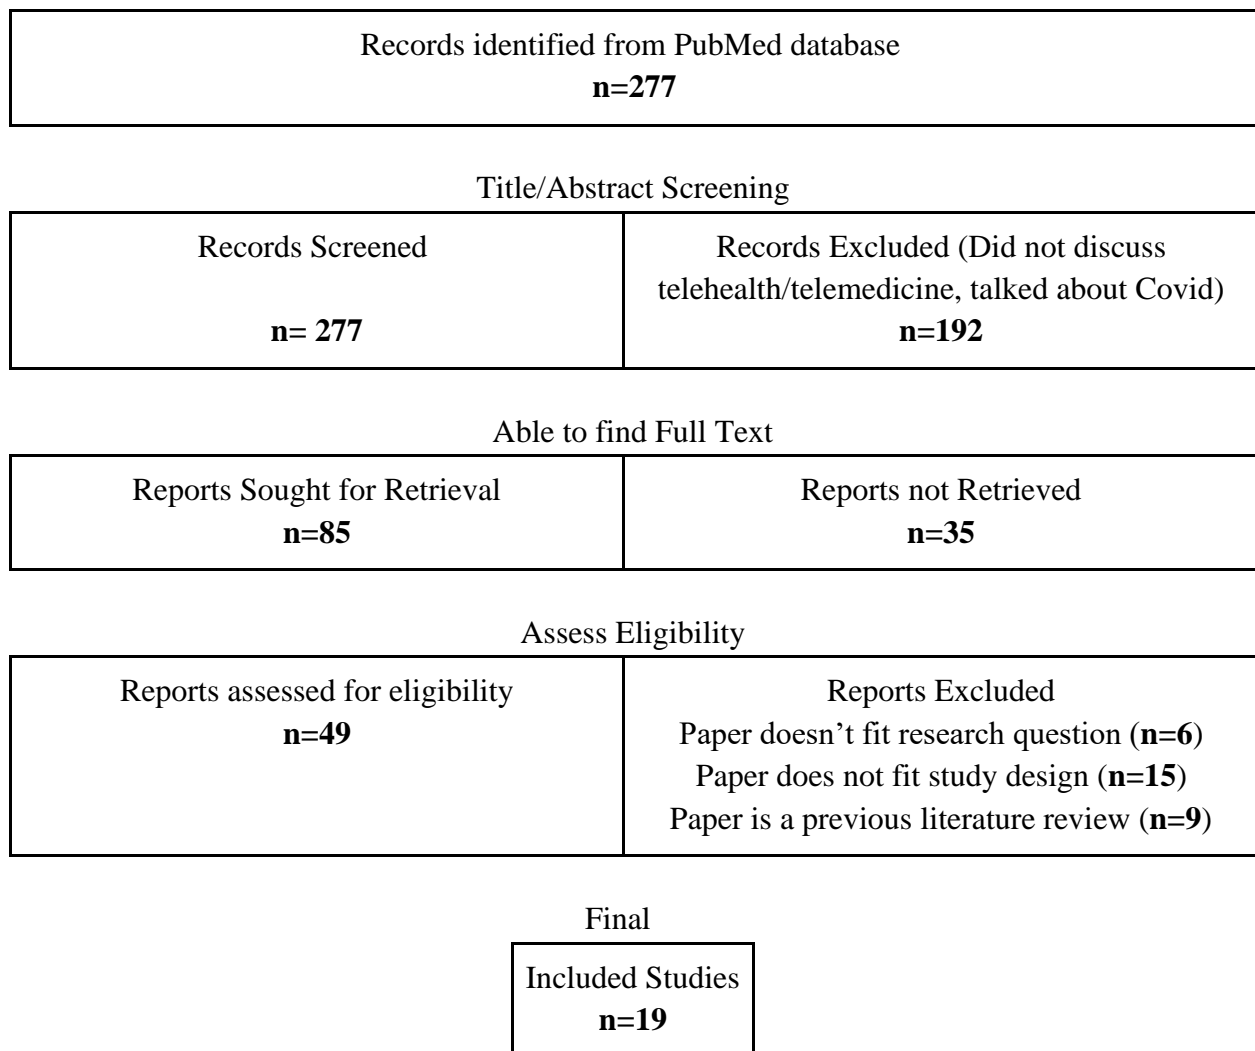 Records identified from PubMed database
n=277
Title/Abstract Screening
Records Screened
n= 277
Records Excluded (Did not discuss
telehealth/telemedicine, talked about Covid)
n=192
Able to find Full Text
Reports Sought for Retrieval
n=85
Reports not Retrieved
n=35
Assess Eligibility
Reports assessed for eligibility
n=49
Reports Excluded
Paper doesn’t fit research question (n=6)
Paper does not fit study design (n=15)
Paper is a previous literature review (n=9)
Final
Included Studies
n=19